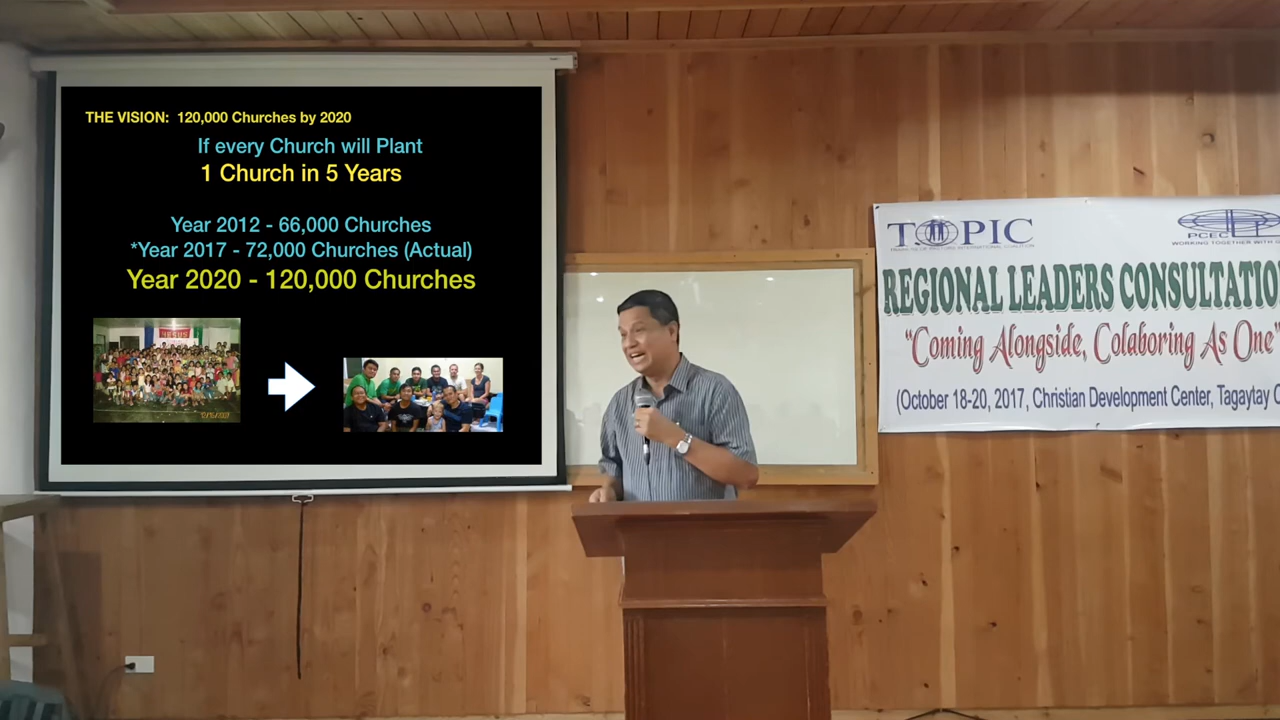 THE VISION: 120,000 Churches by 2020
If every Church will Plant
1 Church in 5 Years
Year 2012 - 66,000 Churches
*Year 2017 - 72,000 Churches (Actual)
Year 2020 - 120,000 Churches
TOPIC
PCEC
WORKING TOGETHER WITH
REGIONAL LEADERS CONSULTATIO
"Coming Alongside, Colaboring As One"
(October 18-20, 2017, Christian Development Center, Tagaytay C